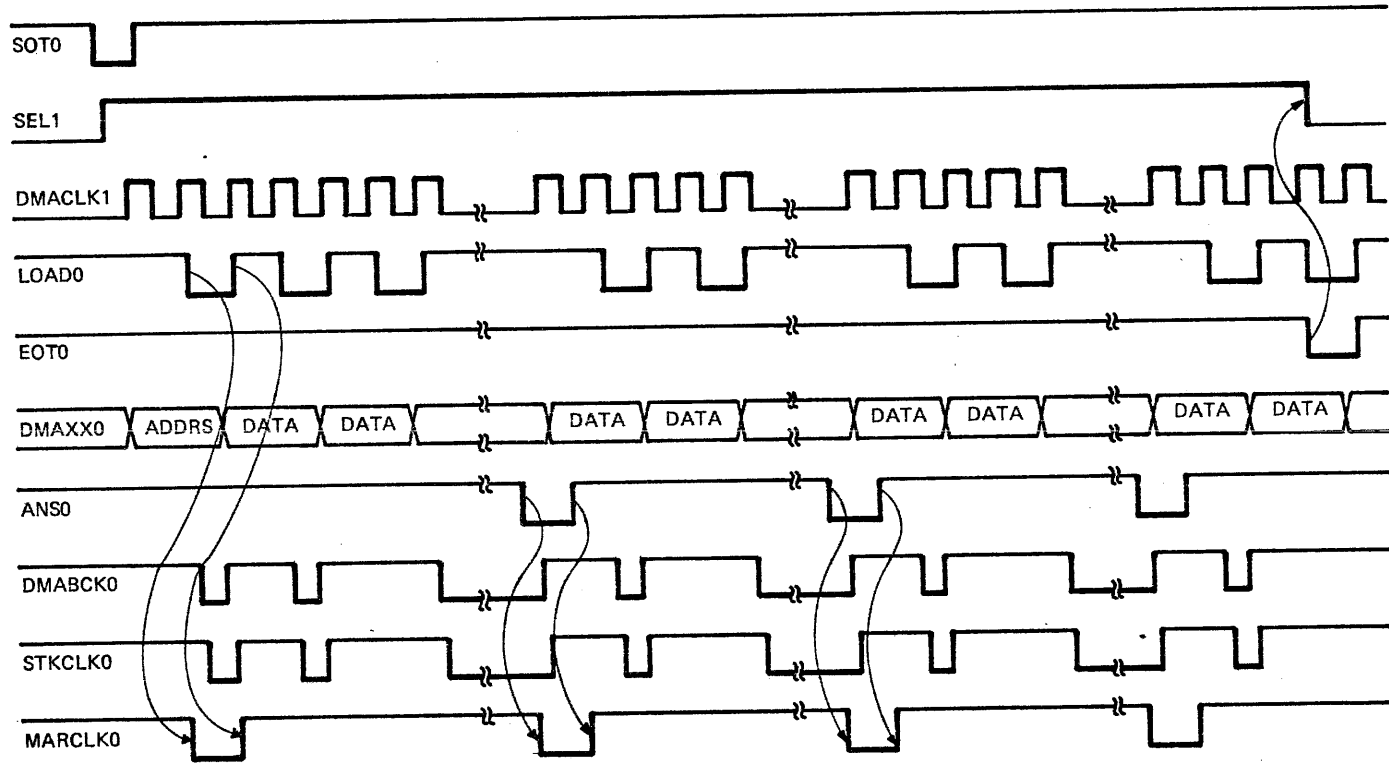 SOT0
SEL1
DMACLK1
LOAD0
EOT0
DMAXX0 ADDRS DATA DATA DATA DATA DATA DATA DATA DATA
ANS0
DMABCK0
STKCLK0
MARCLK0